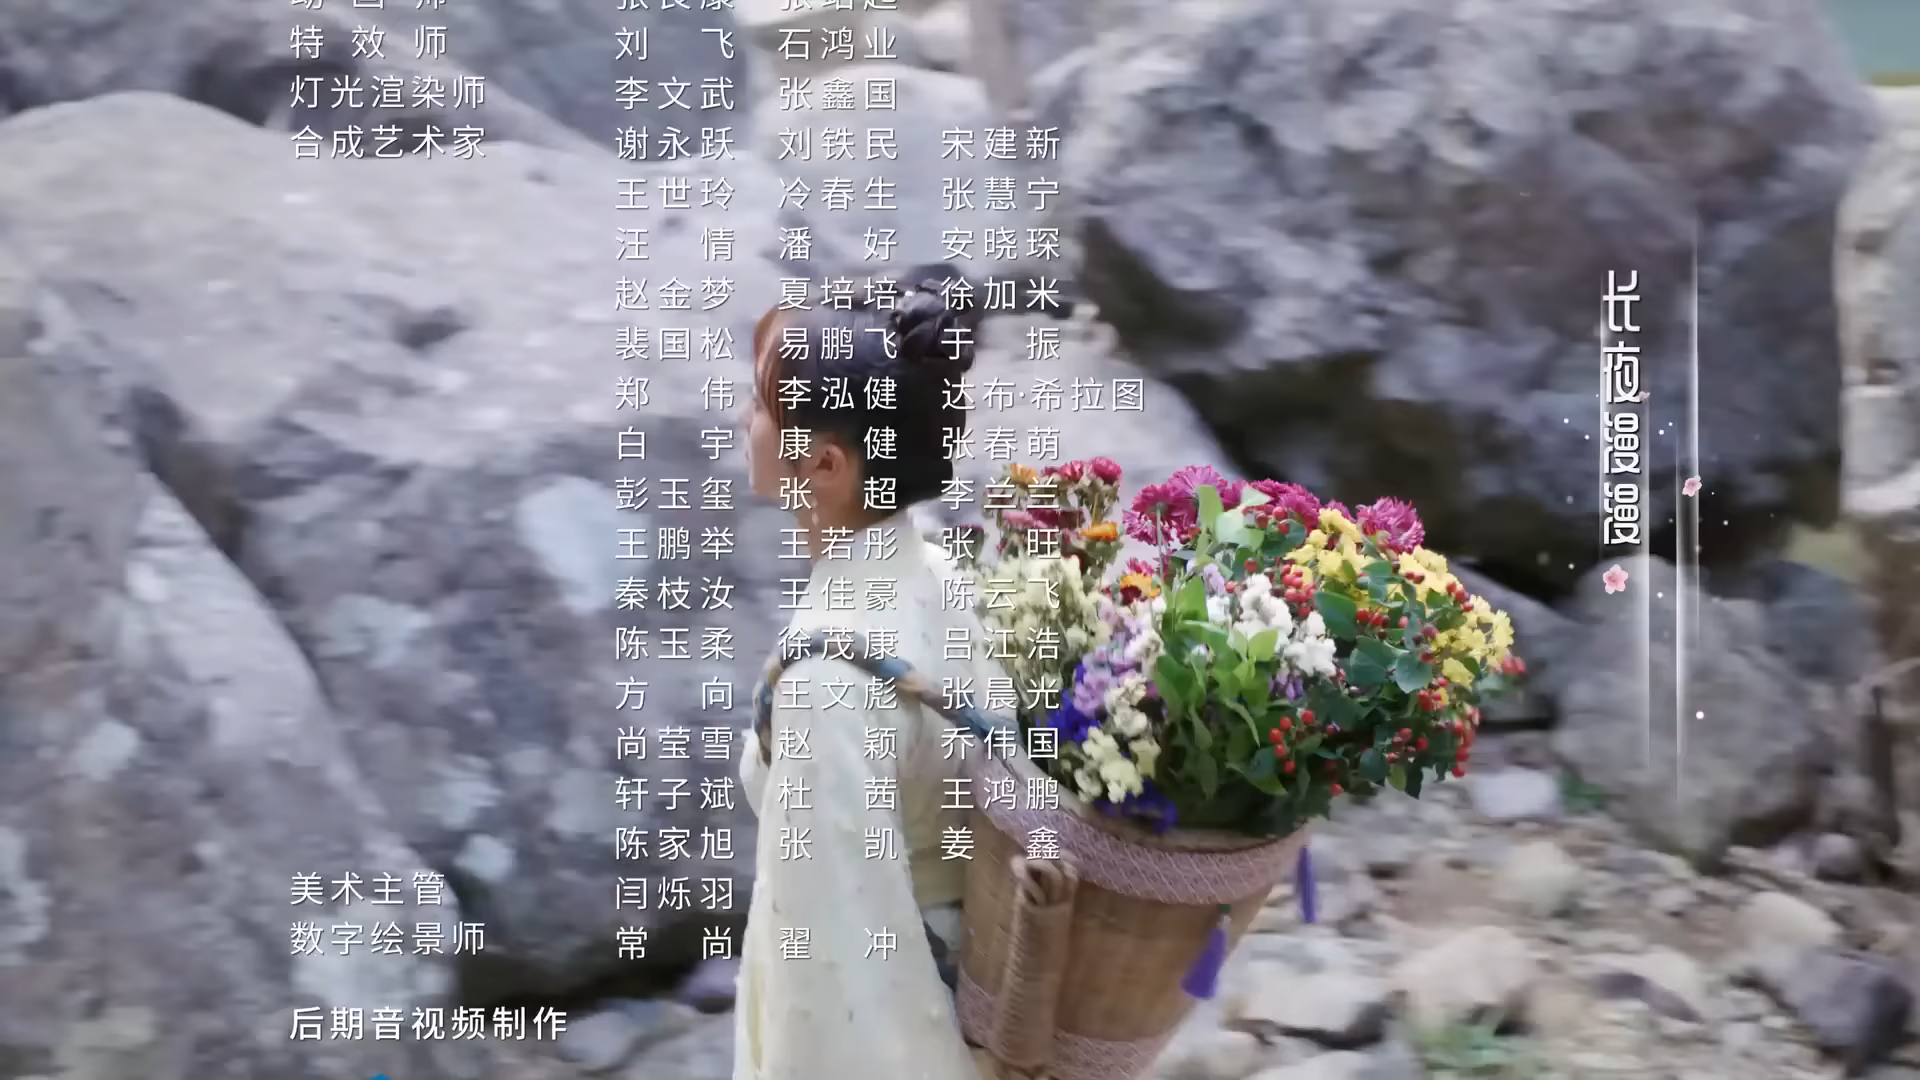 特效师 刘飞 石鸿业
灯光渲染师 李文武 张鑫国
合成艺术家 谢永跃 刘铁民 宋建新
王世玲 冷春生 张慧宁
汪情 潘好 安晓琛
赵金梦 夏培培 徐加米
裴国松 易鹏飞 于振
郑伟 李泓健 达布·希拉图
白宇 康健 张春萌
彭玉玺 张超 李兰兰
王鹏举 王若彤 张旺
秦枝汝 王佳豪 陈云飞
陈玉柔 徐茂康 吕江浩
方向 王文彪 张晨光
尚莹雪 赵颖 乔伟国
轩子斌 杜茜 王鸿鹏
陈家旭 张凯 姜鑫
美术主管 闫烁羽
数字绘景师 常尚 翟冲
后期音视频制作
长夜漫漫